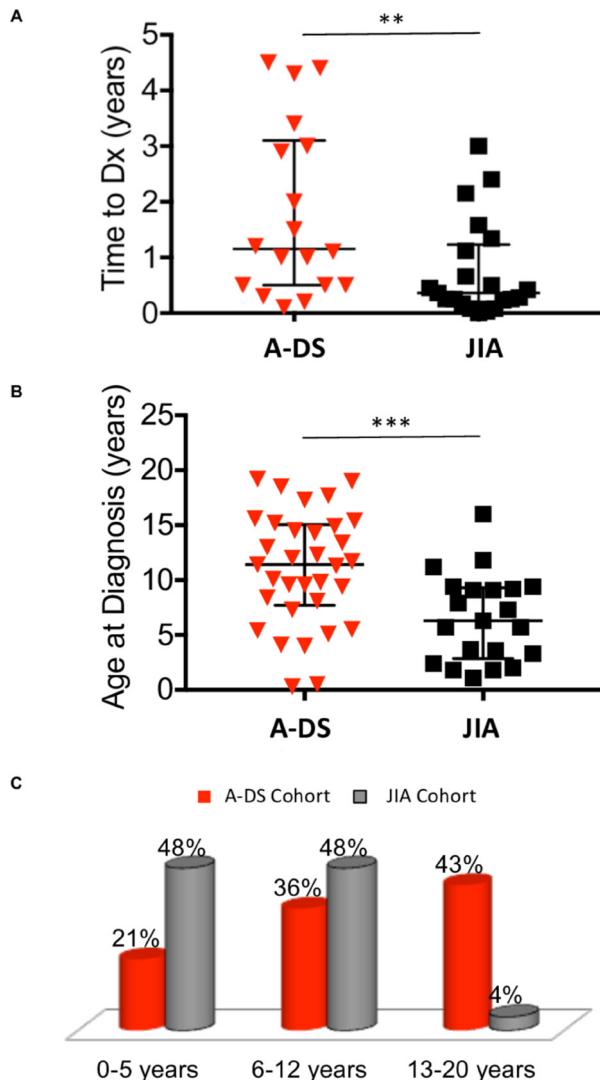 A
**
Time to Dx (years)
5
4
3
2
1
0
A-DS JIA
B
***
Age at Diagnosis (years)
25
20
15
10
5
0
A-DS JIA
C
A-DS Cohort JIA Cohort
21% 48% 36% 48% 43% 4%
0-5 years 6-12 years 13-20 years